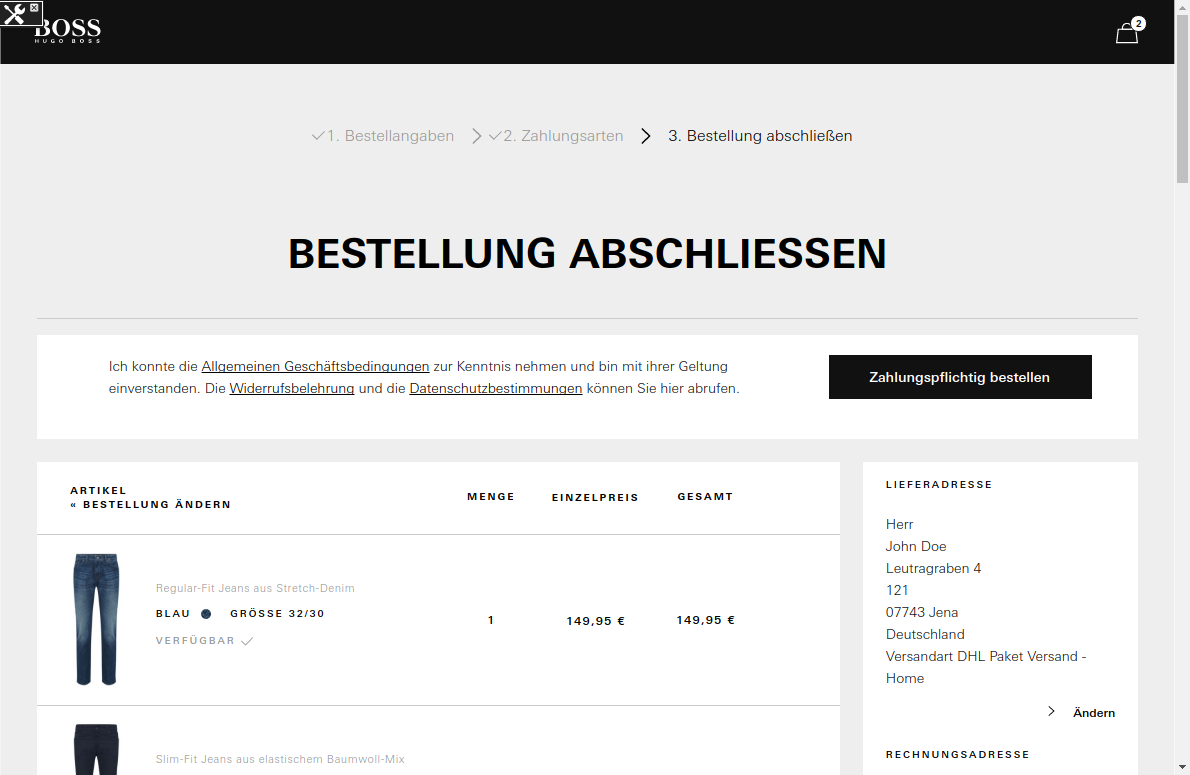 BOSS
HUGO BOSS
2
1. Bestellangaben
2. Zahlungsarten
3. Bestellung abschließen
BESTELLUNG ABSCHLIESSEN
Ich konnte die Allgemeinen Geschäftsbedingungen zur Kenntnis nehmen und bin mit ihrer Geltung
einverstanden. Die Widerrufsbelehrung und die Datenschutzbestimmungen können Sie hier abrufen.
Zahlungspflichtig bestellen
ARTIKEL
« BESTELLUNG ÄNDERN
MENGE
EINZELPREIS
GESAMT
Regular-Fit Jeans aus Stretch-Denim
BLAU
GRÖSSE 32/30
VERFÜGBAR
1
149,95 €
149,95 €
Slim-Fit Jeans aus elastischem Baumwoll-Mix
LIEFERADRESSE
Herr
John Doe
Leutragraben 4
121
07743 Jena
Deutschland
Versandart DHL Paket Versand -
Home
Ändern
RECHNUNGSADRESSE